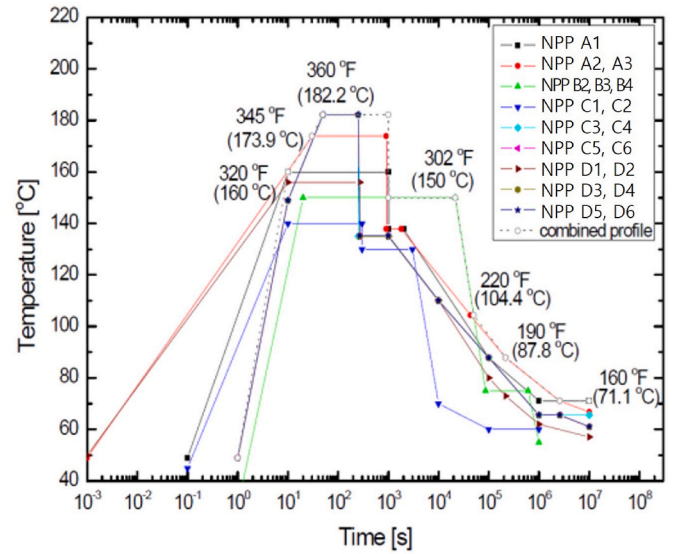 220
200
180
160
140
120
100
80
60
40
Temperature [°C]
360 °F
(182.2 °C)
345 °F
(173.9 °C)
320 °F
(160 °C)
302 °F
(150 °C)
220 °F
(104.4 °C)
190 °F
(87.8 °C)
160 °F
(71.1 °C)
NPP A1
NPP A2, A3
NPP B2, B3, B4
NPP C1, C2
NPP C3, C4
NPP C5, C6
NPP D1, D2
NPP D3, D4
NPP D5, D6
combined profile
10⁻³ 10⁻² 10⁻¹ 10⁰ 10¹ 10² 10³ 10⁴ 10⁵ 10⁶ 10⁷ 10⁸
Time [s]